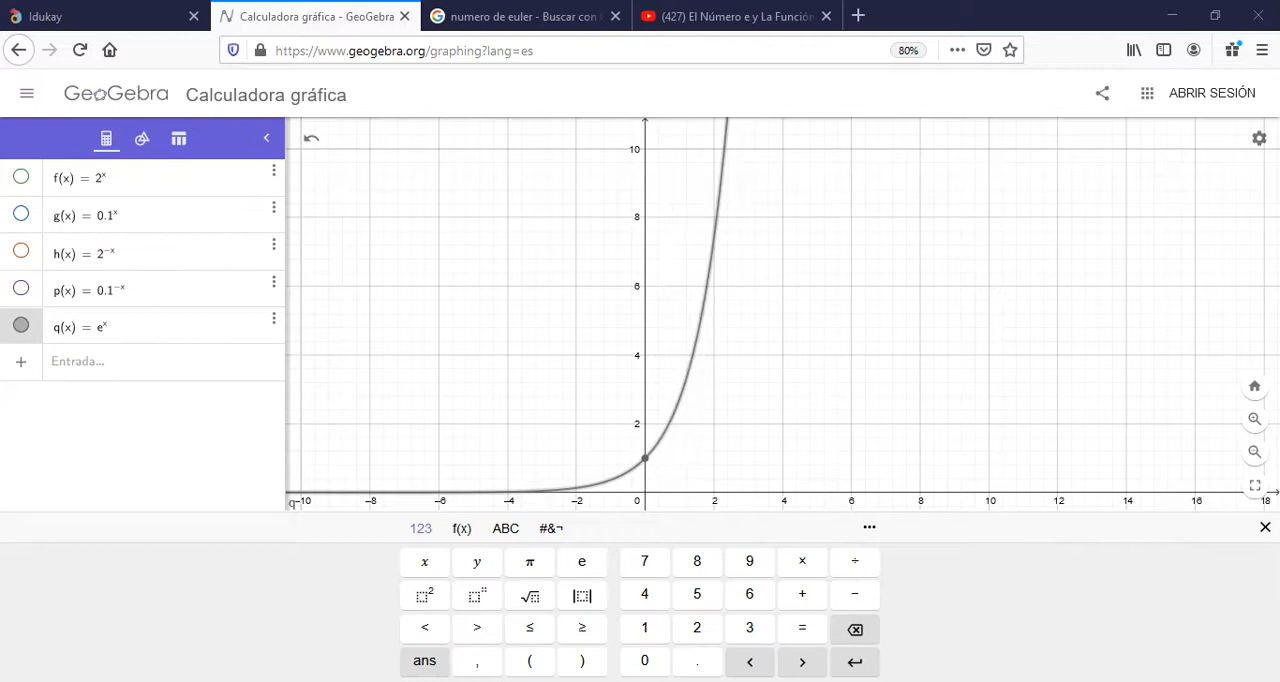 Idukay
Calculadora gráfica - GeoGebra
numero de euler - Buscar con
(427) El Número e y La Función
https://www.geogebra.org/graphing?lang=es
80%
GeoGebra
Calculadora gráfica
ABRIR SESIÓN
f(x) = 2ˣ
g(x) = 0.1ˣ
h(x) = 2⁻ˣ
p(x) = 0.1⁻ˣ
q(x) = eˣ
Entrada...
10
8
6
4
2
q
-10 -8 -6 -4 -2 0 2 4 6 8 10 12 14 16 18
123 f(x) ABC #&¬
x y π e 7 8 9 × ÷
□² □□ √□ |□| 4 5 6 + −
< > ≤ ≥ 1 2 3 =
ans , ( ) 0 . < >